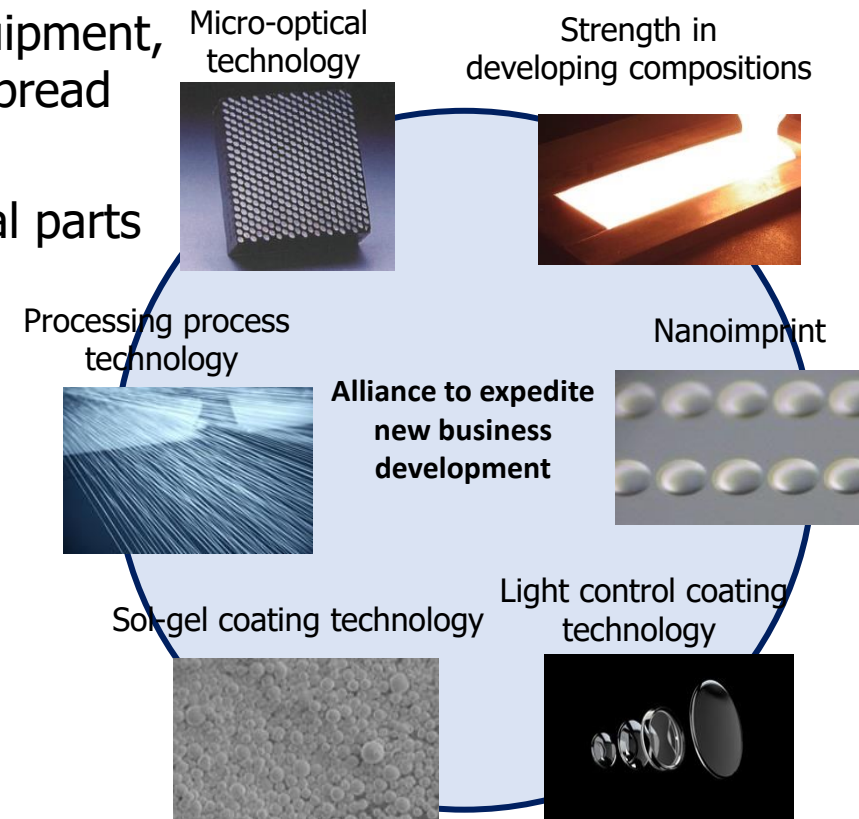 uipment,
pread
al parts
Micro-optical
technology
Strength in
developing compositions
Processing process
technology
Nanoimprint
Alliance to expedite
new business
development
Sol-gel coating technology
Light control coating
technology